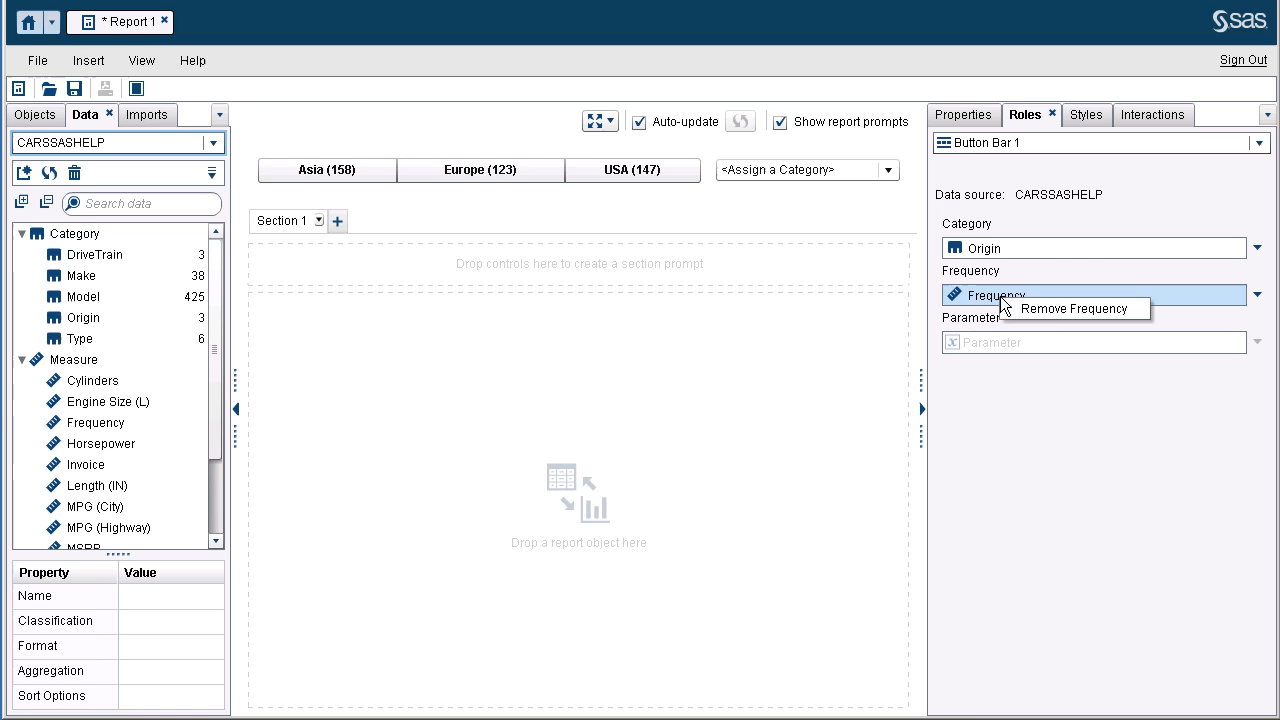 * Report 1
sas
File Insert View Help Sign Out
Objects Data Imports
Properties Roles Styles Interactions
CARSSASHELP
Auto-update
Show report prompts
Button Bar 1
Asia (158) Europe (123) USA (147) <Assign a Category>
Search data
Data source: CARSSASHELP
Section 1
Category
Origin
Frequency
Frequency
Remove Frequency
Parameter
Parameter
Category
DriveTrain 3
Make 38
Model 425
Origin 3
Type 6
Measure
Cylinders
Engine Size (L)
Frequency
Horsepower
Invoice
Length (IN)
MPG (City)
MPG (Highway)
MSRP
Drop controls here to create a section prompt
Drop a report object here
Property Value
Name
Classification
Format
Aggregation
Sort Options